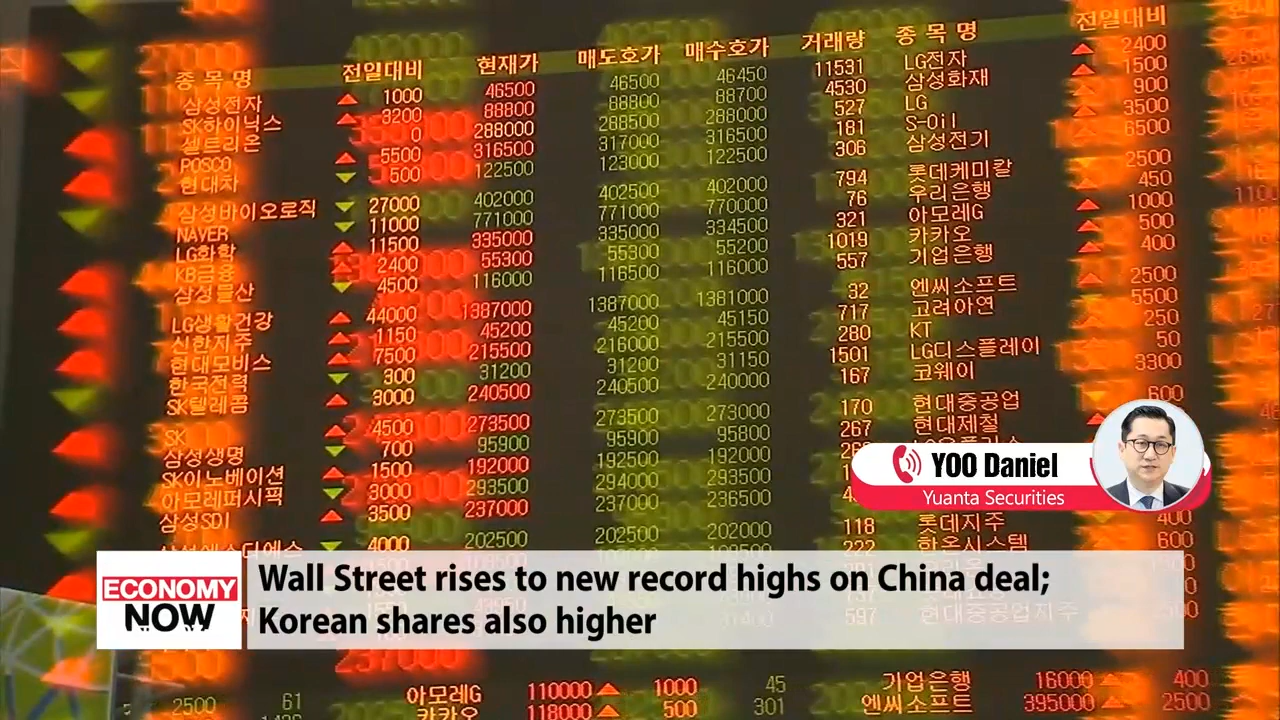 종목명 전일대비 현재가 매도호가 매수호가 거래량 종목명 전일대비
삼성전자 1000 46500 46500 46450 11531 LG전자 2400
SK하이닉스 3200 88800 88800 88700 4530 삼성화재 1500
셀트리온 0 288000 288500 288000 527 LG 900
POSCO 5500 316500 317000 316500 181 S-Oil 3500
현대차 500 122500 123000 122500 306 삼성전기 6500
삼성바이오로직 27000 402000 402500 402000 794 롯데케미칼 2500
NAVER 11000 771000 771000 770000 76 우리은행 450
LG화학 11500 335000 335000 334500 321 아모레G 1000
KB금융 2400 55300 55300 55200 1019 카카오 500
삼성물산 4500 116000 116500 116000 557 기업은행 400
LG생활건강 44000 1387000 1387000 1381000 32 엔씨소프트 2500
신한지주 1150 45200 45200 45150 717 고려아연 5500
현대모비스 7500 215500 216000 215500 280 KT 250
한국전력 300 31200 31200 31150 1501 LG디스플레이 50
SK텔레콤 3000 240500 240500 240000 167 코웨이 3300
SK 4500 273500 273500 273000 170 현대중공업 600
삼성생명 700 95900 95900 95800 267 현대제철
SK이노베이션 1500 192000 192500 192000
아모레퍼시픽 3000 293500 294000 293500
삼성SDI 3500 237000 237000 236500 118 롯데지주 400
4000 202500 202500 202000 222 한온시스템 600
597 현대중공업지주
YOO Daniel
Yuanta Securities
ECONOMY
NOW
Wall Street rises to new record highs on China deal;
Korean shares also higher
2500 61 아모레G 110000 1000 45 기업은행 16000 400
카카오 118000 500 301 엔씨소프트 395000 2500